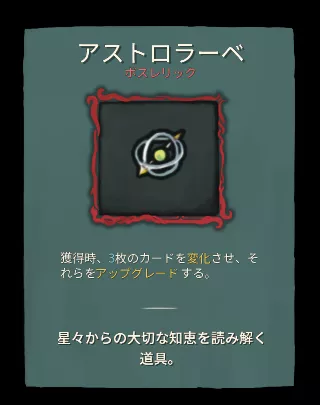 アストロラーベ
ボスレリック
獲得時、3枚のカードを変化させ、そ
れらをアップグレードする。
星々からの大切な知恵を読み解く
道具。